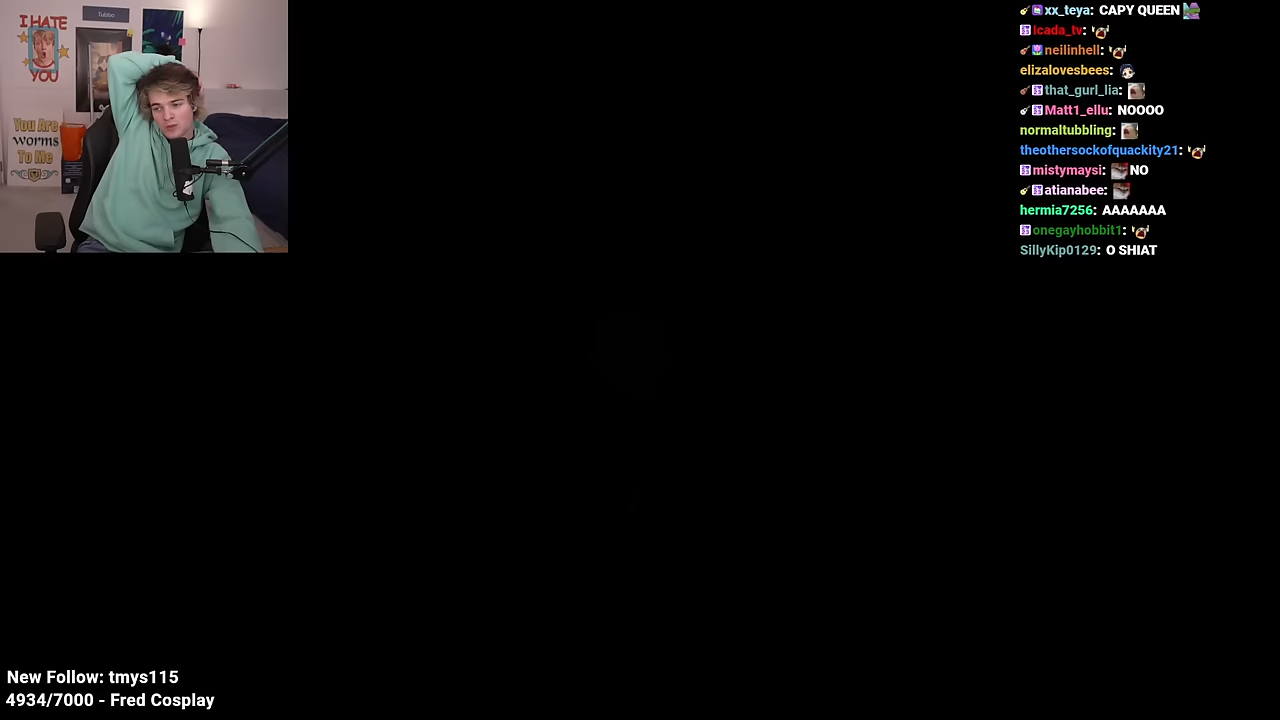 I HATE
YOU
Tubbo
You Are
worms
To Me
xx_teya: CAPY QUEEN
lcada_tv:
neilinhell:
elizalovesbees:
that_gurl_lia:
Matt1_ellu: NOOOO
normaltubbling:
theothersockofquackity21:
mistymaysi: NO
atianabee:
hermia7256: AAAAAAA
onegayhobbit1:
SillyKip0129: O SHIAT
New Follow: tmys115
4934/7000 - Fred Cosplay